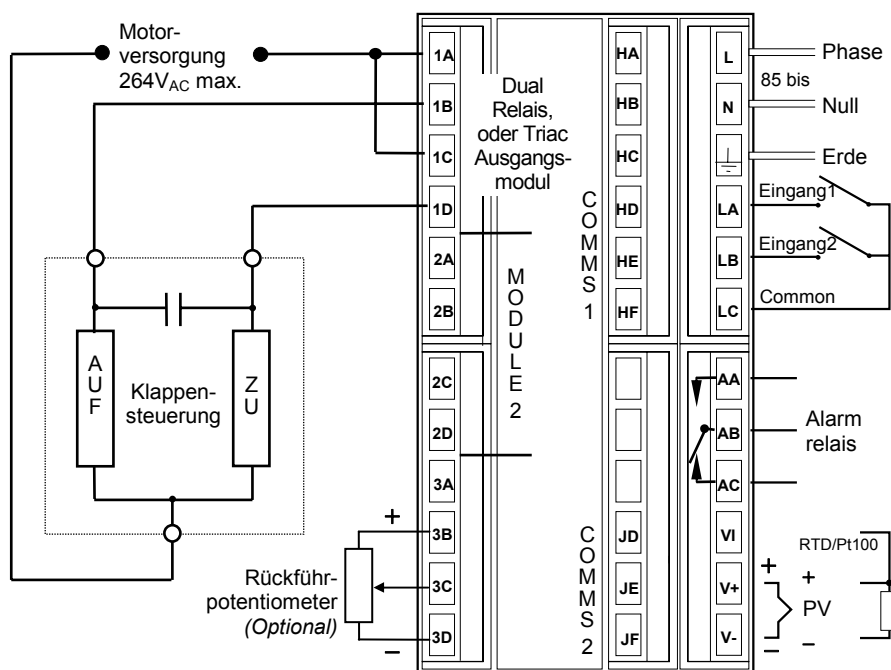 Motor-
versorgung
264VAC max.
1A
1B
1C
1D
2A
2B
2C
2D
3A
3B
3C
3D
Dual
Relais,
oder Triac
Ausgangs-
modul
MODULE 2
COMMS 1
COMMS 2
HA
HB
HC
HD
HE
HF
JD
JE
JF
L
N
LA
LB
LC
AA
AB
AC
VI
V+
V-
Phase
85 bis
Null
Erde
Eingang1
Eingang2
Common
Alarm
relais
RTD/Pt100
+
+
PV
–
–
AUF
Klappen-
steuerung
ZU
+
Rückführ-
potentiometer
(Optional)
–